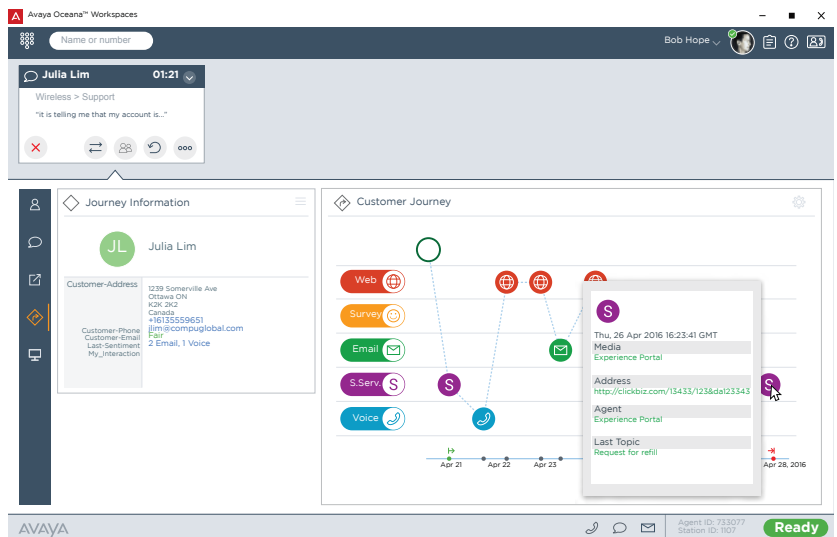 Avaya Oceana™ Workspaces
Name or number
Bob Hope
Julia Lim 01:21
Wireless > Support
“it is telling me that my account is...”
Journey Information
JL
Julia Lim
Customer-Address
1239 Somerville Ave
Ottawa ON
K2K 2K2
Canada
Customer-Phone
+16135559651
Customer-Email
jlim@compuglobal.com
Last-Sentiment
Fair
My_Interaction
2 Email, 1 Voice
Customer Journey
Web
Survey
Email
S.Serv. S
Voice
S
S
Apr 21
Apr 22
Apr 23
Apr 28, 2016
S
Thu, 26 Apr 2016 16:23:41 GMT
Media
Experience Portal
Address
http://clickbiz.com/13433/123&da123343
Agent
Experience Portal
Last Topic
Request for refill
AVAYA
Agent ID: 733077
Station ID: 1107
Ready